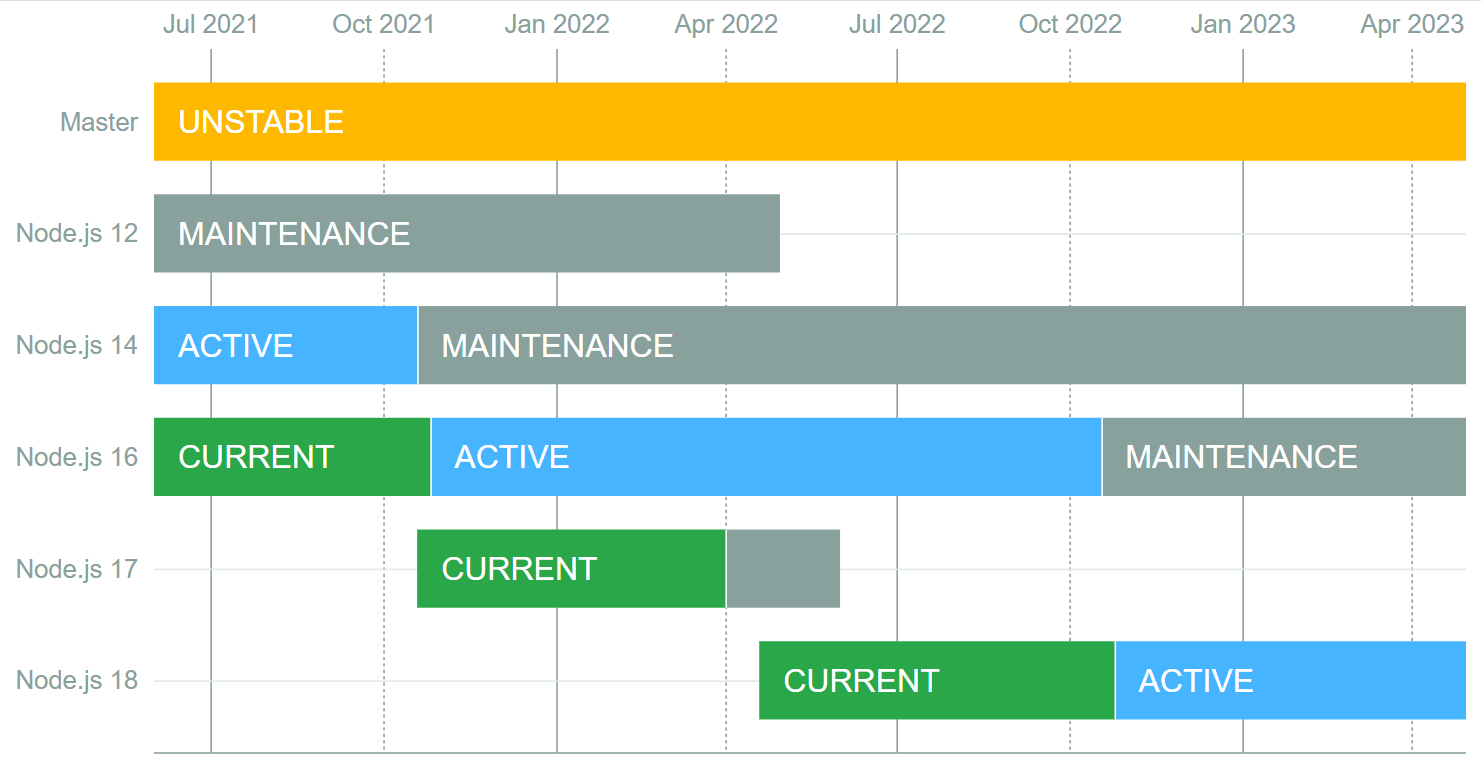 Jul 2021 Oct 2021 Jan 2022 Apr 2022 Jul 2022 Oct 2022 Jan 2023 Apr 2023
Master UNSTABLE
Node.js 12 MAINTENANCE
Node.js 14 ACTIVE MAINTENANCE
Node.js 16 CURRENT ACTIVE MAINTENANCE
Node.js 17 CURRENT
Node.js 18 CURRENT ACTIVE